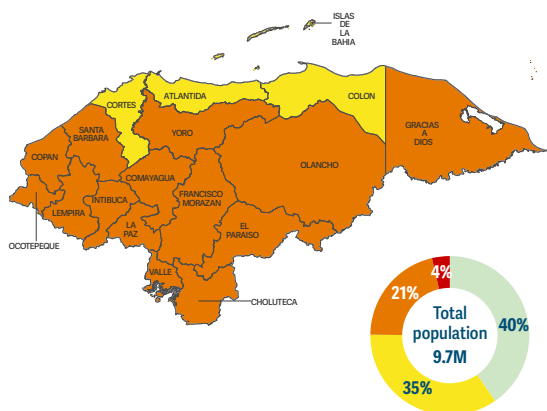 ISLAS
DE
LA
BAHIA
CORTES
ATLANTIDA
COLON
SANTA
BARBARA
YORO
GRACIAS
A
DIOS
COPAN
OLANCHO
COMAYAGUA
INTIBUCA
FRANCISCO
MORAZAN
LEMPIRA
LA
PAZ
EL
PARAISO
OCOTEPEQUE
VALLE
CHOLUTECA
4%
21%
40%
35%
Total
population
9.7M